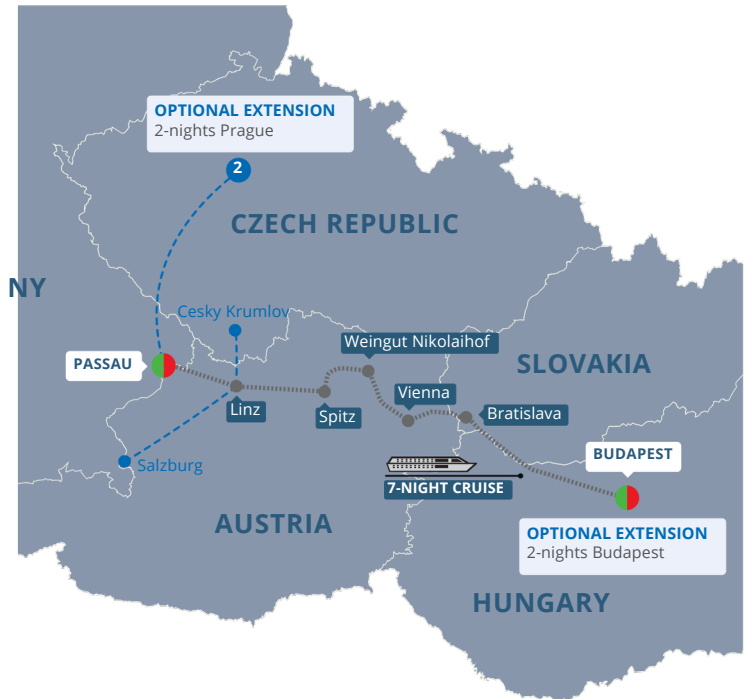 OPTIONAL EXTENSION
2-nights Prague
2
CZECH REPUBLIC
NY
Cesky Krumlov
Weingut Nikolaihof
SLOVAKIA
PASSAU
Linz
Spitz
Vienna
Bratislava
Salzburg
BUDAPEST
7-NIGHT CRUISE
AUSTRIA
OPTIONAL EXTENSION
2-nights Budapest
HUNGARY